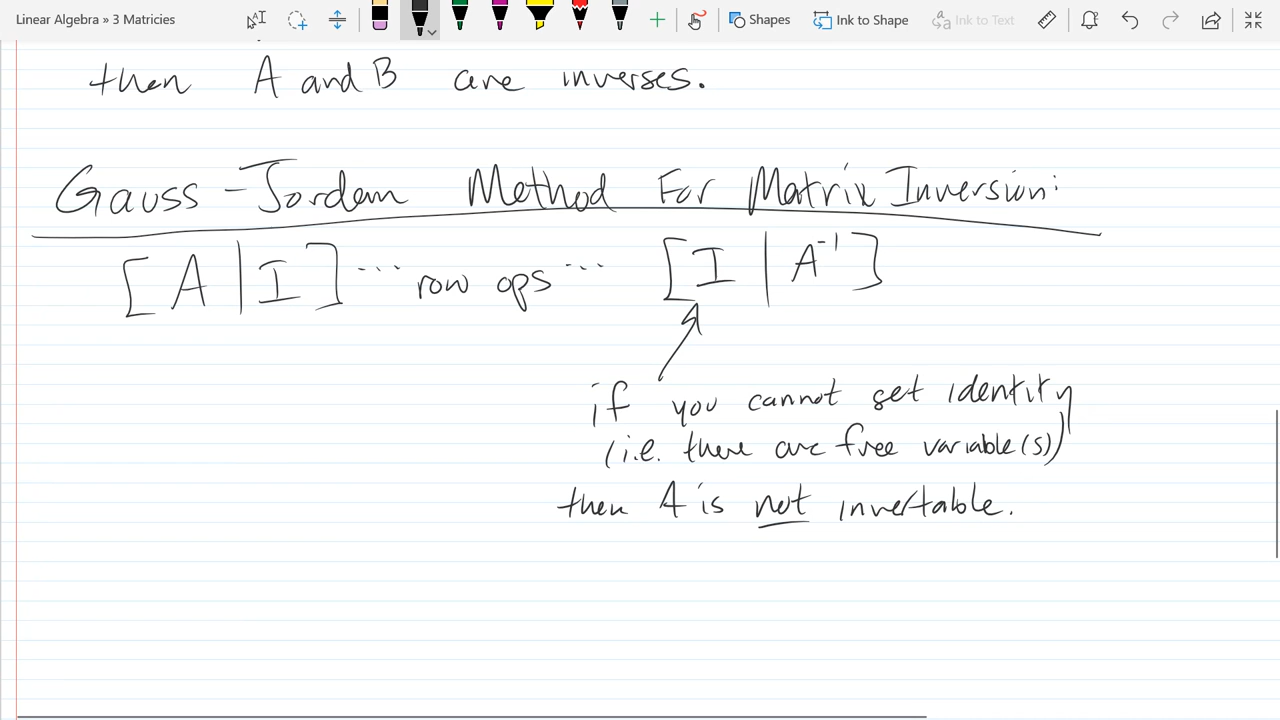 Linear Algebra » 3 Matricies
Shapes
Ink to Shape
Ink to Text
then A and B are inverses.
Gauss-Jordan Method For Matrix Inversion:
[A|I] ... row ops ... [I|A⁻¹]
if you cannot get identity
(i.e. there are free variable(s))
then A is not invertable.